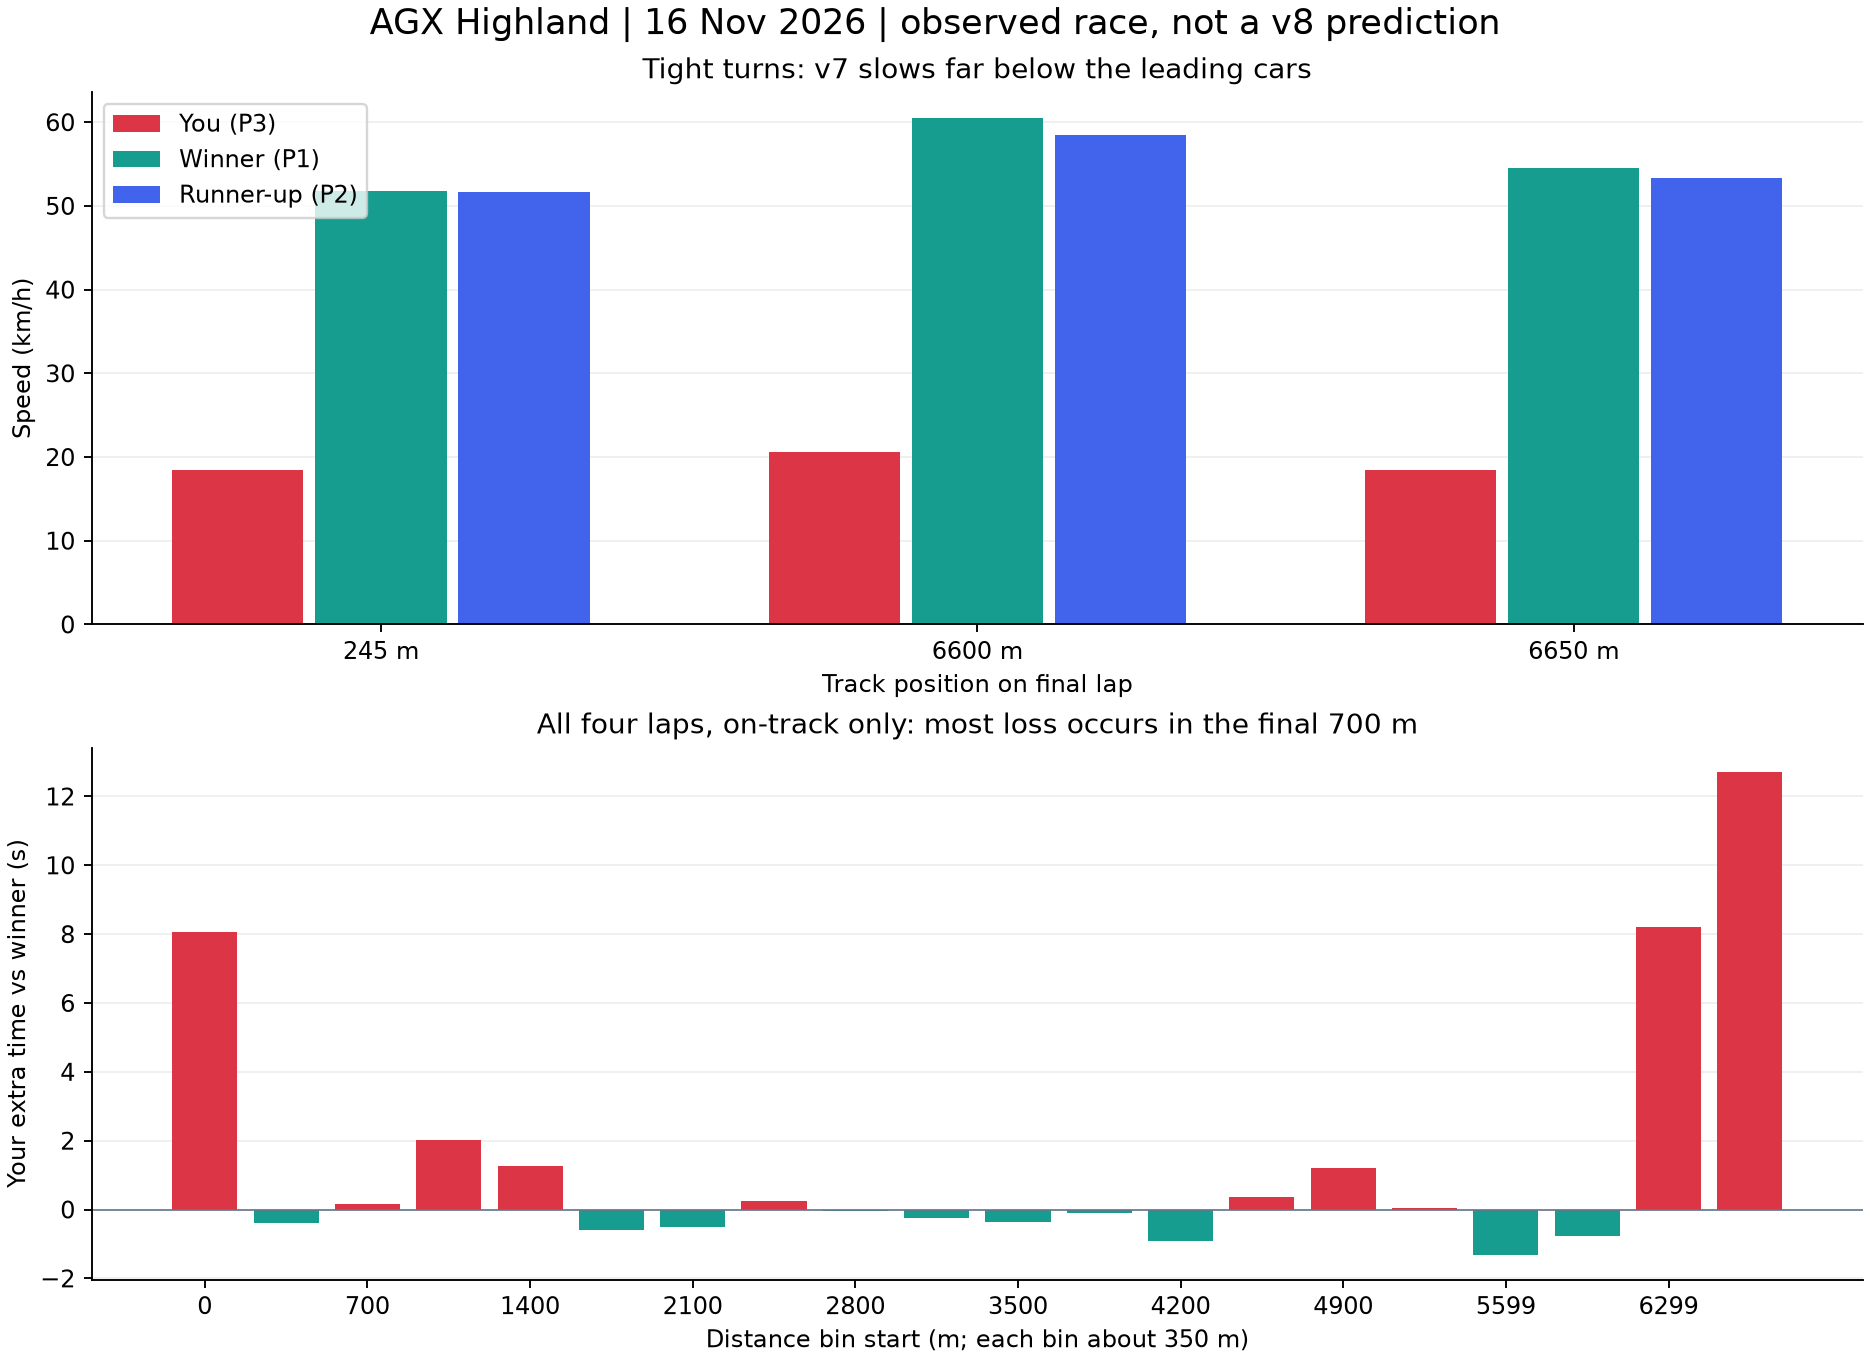 AGX Highland | 16 Nov 2026 | observed race, not a v8 prediction
Tight turns: v7 slows far below the leading cars
You (P3)
Winner (P1)
Runner-up (P2)
Speed (km/h)
60
50
40
30
20
10
0
245 m
6600 m
6650 m
Track position on final lap
All four laps, on-track only: most loss occurs in the final 700 m
Your extra time vs winner (s)
12
10
8
6
4
2
0
−2
0
700
1400
2100
2800
3500
4200
4900
5599
6299
Distance bin start (m; each bin about 350 m)